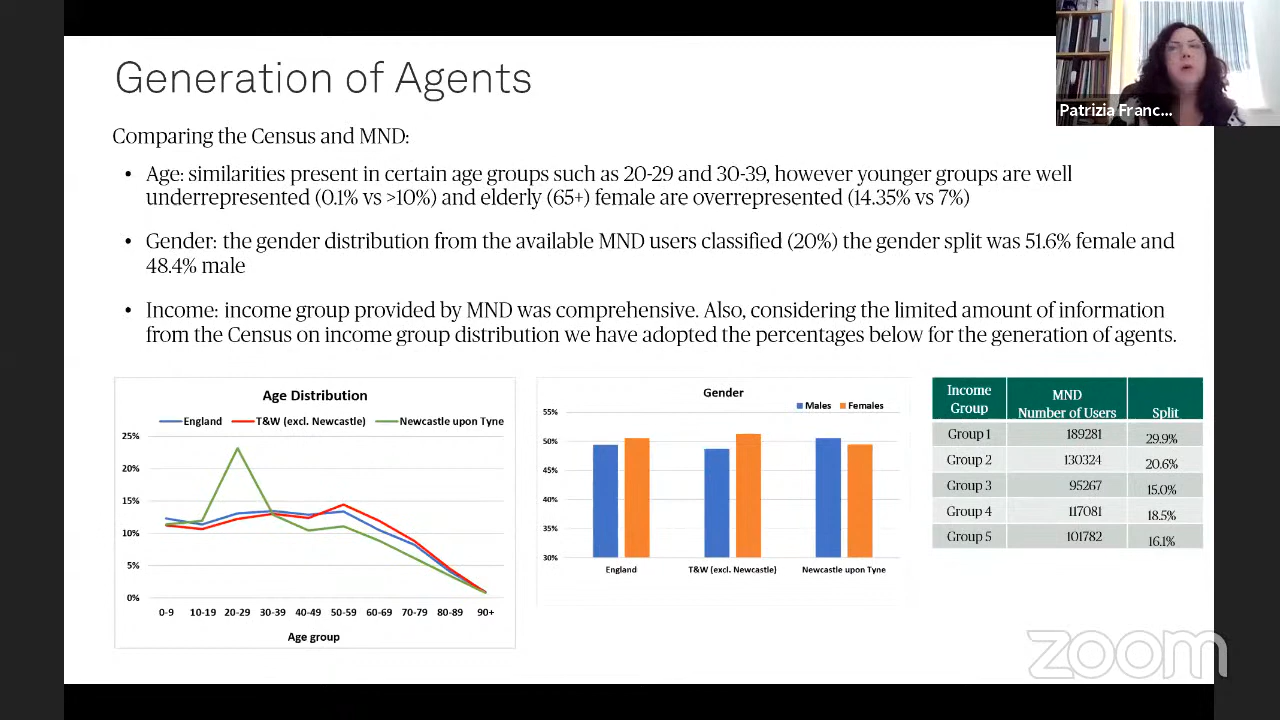 Generation of Agents
Patrizia Franc...
Comparing the Census and MND:
• Age: similarities present in certain age groups such as 20-29 and 30-39, however younger groups are well
underrepresented (0.1% vs >10%) and elderly (65+) female are overrepresented (14.35% vs 7%)
• Gender: the gender distribution from the available MND users classified (20%) the gender split was 51.6% female and
48.4% male
• Income: income group provided by MND was comprehensive. Also, considering the limited amount of information
from the Census on income group distribution we have adopted the percentages below for the generation of agents.
Age Distribution
England T&W (excl. Newcastle) Newcastle upon Tyne
25%
20%
15%
10%
5%
0%
0-9 10-19 20-29 30-39 40-49 50-59 60-69 70-79 80-89 90+
Age group
Gender
Males Females
55%
50%
45%
40%
35%
30%
England T&W (excl. Newcastle) Newcastle upon Tyne
Income
Group
MND
Number of Users
Split
Group 1 189281 29.9%
Group 2 130324 20.6%
Group 3 95267 15.0%
Group 4 117081 18.5%
Group 5 101782 16.1%
zoom